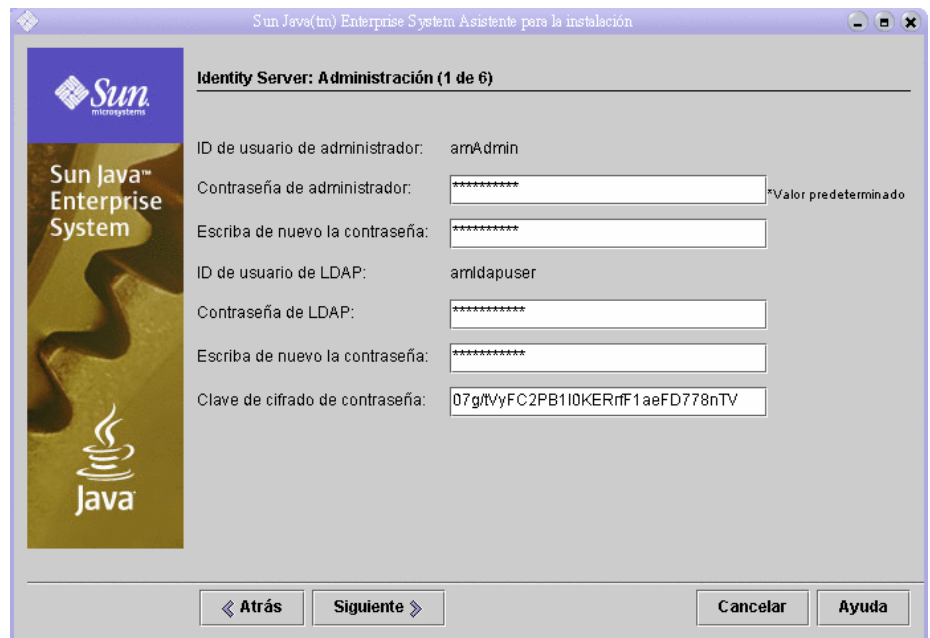 Sun Java(tm) Enterprise System Asistente para la instalación
Sun
microsystems
Sun Java™
Enterprise
System
Java
Identity Server: Administración (1 de 6)
ID de usuario de administrador: amAdmin
Contraseña de administrador: ********** *Valor predeterminado
Escriba de nuevo la contraseña: **********
ID de usuario de LDAP: amldapuser
Contraseña de LDAP: ***********
Escriba de nuevo la contraseña: ***********
Clave de cifrado de contraseña: 07g/tVyFC2PB1I0KERrfF1aeFD778nTV
Atrás Siguiente Cancelar Ayuda